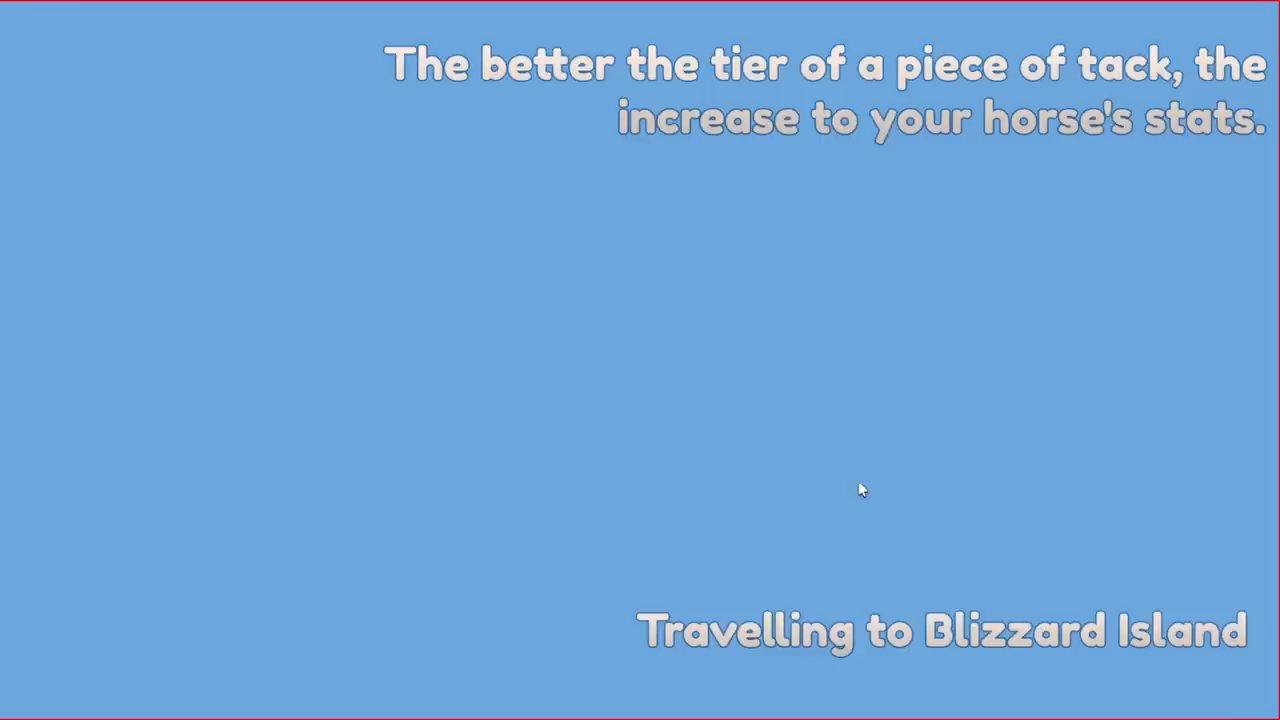 The better the tier of a piece of tack, the
increase to your horse's stats.
Travelling to Blizzard Island